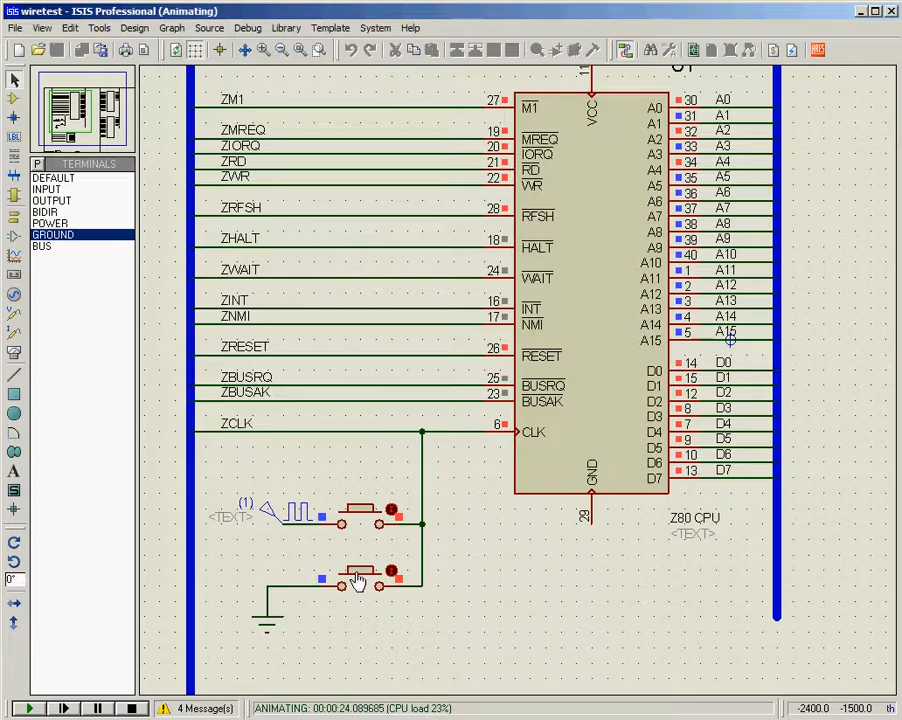 wiretest - ISIS Professional (Animating)
File Edit View Tools Design Graph Source Debug Library Template System Help
ARES
P TERMINALS
DEFAULT
INPUT
OUTPUT
BIDIR
POWER
GROUND
BUS
LBL
A
0°
11
VCC
ZM1 27 M1 A0 30 A0
A1 31 A1
ZMREQ 19 MREQ A2 32 A2
ZIORQ 20 IORQ A3 33 A3
ZRD 21 RD A4 34 A4
ZWR 22 WR A5 35 A5
A6 36 A6
ZRFSH 28 RFSH A7 37 A7
A8 38 A8
ZHALT 18 HALT A9 39 A9
A10 40 A10
ZWAIT 24 WAIT A11 1 A11
A12 2 A12
ZINT 16 INT A13 3 A13
ZNMI 17 NMI A14 4 A14
A15 5 A15
ZRESET 26 RESET
D0 14 D0
ZBUSRQ 25 BUSRQ D1 15 D1
ZBUSAK 23 BUSAK D2 12 D2
D3 8 D3
ZCLK 6 CLK D4 7 D4
D5 9 D5
D6 10 D6
D7 13 D7
GND
29
(1)
<TEXT>
Z80 CPU
<TEXT>
4 Message(s) ANIMATING: 00:00:24.089685 (CPU load 23%) -2400.0 -1500.0 th